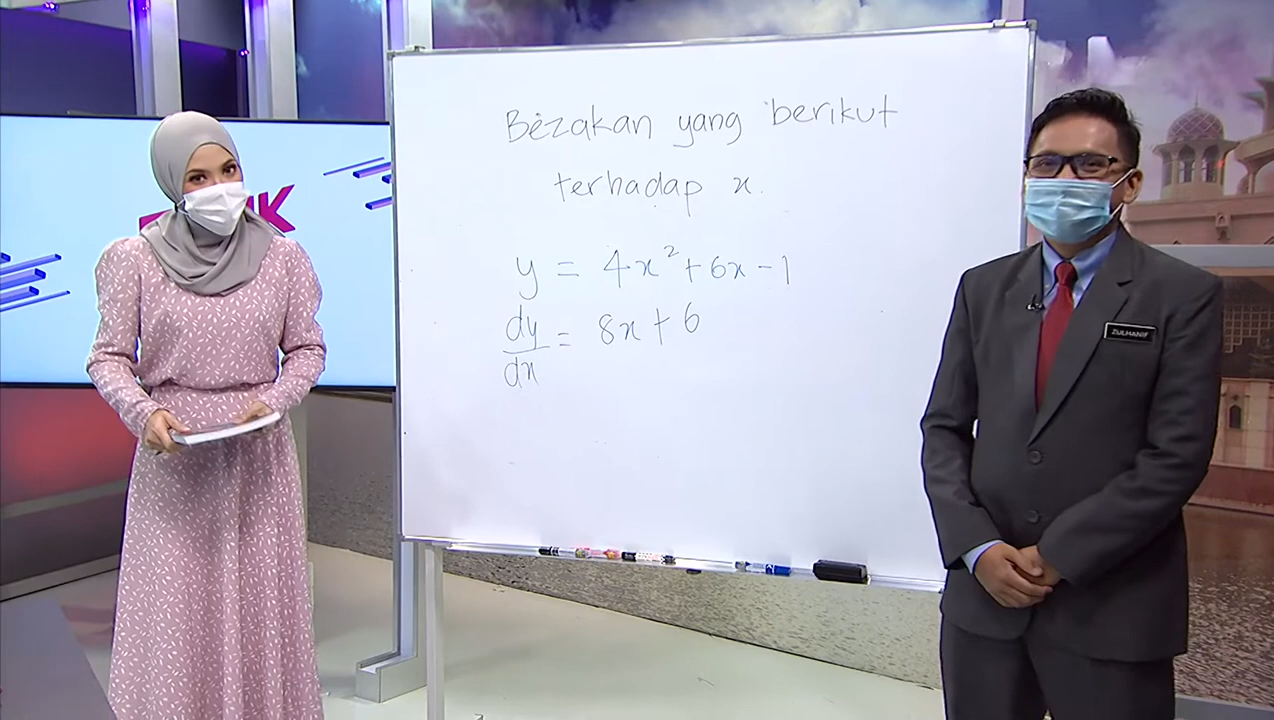 Bezakan yang berikut
terhadap x.
y = 4x² + 6x - 1
dy/dx = 8x + 6
ZULHANIF